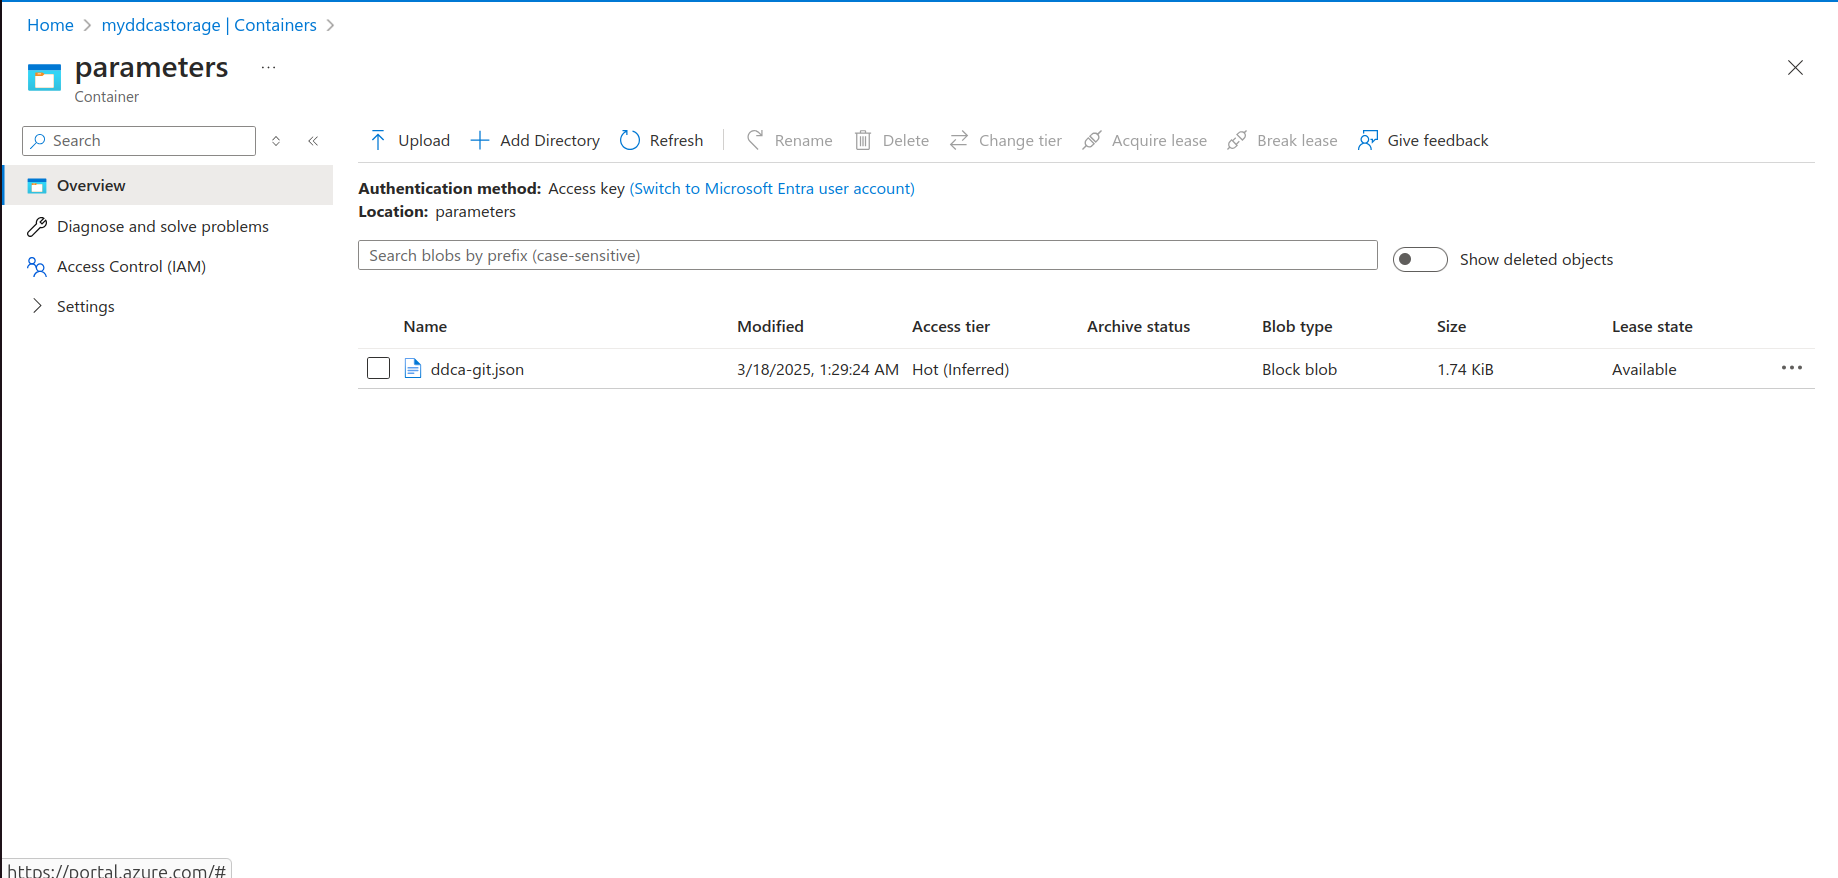 Home > myddcastorage | Containers >
parameters ...
Container
Search
Upload Add Directory Refresh Rename Delete Change tier Acquire lease Break lease Give feedback
Overview
Diagnose and solve problems
Access Control (IAM)
Settings
Authentication method: Access key (Switch to Microsoft Entra user account)
Location: parameters
Search blobs by prefix (case-sensitive)
Show deleted objects
Name Modified Access tier Archive status Blob type Size Lease state
ddca-git.json 3/18/2025, 1:29:24 AM Hot (Inferred) Block blob 1.74 KiB Available
https://portal.azure.com/#